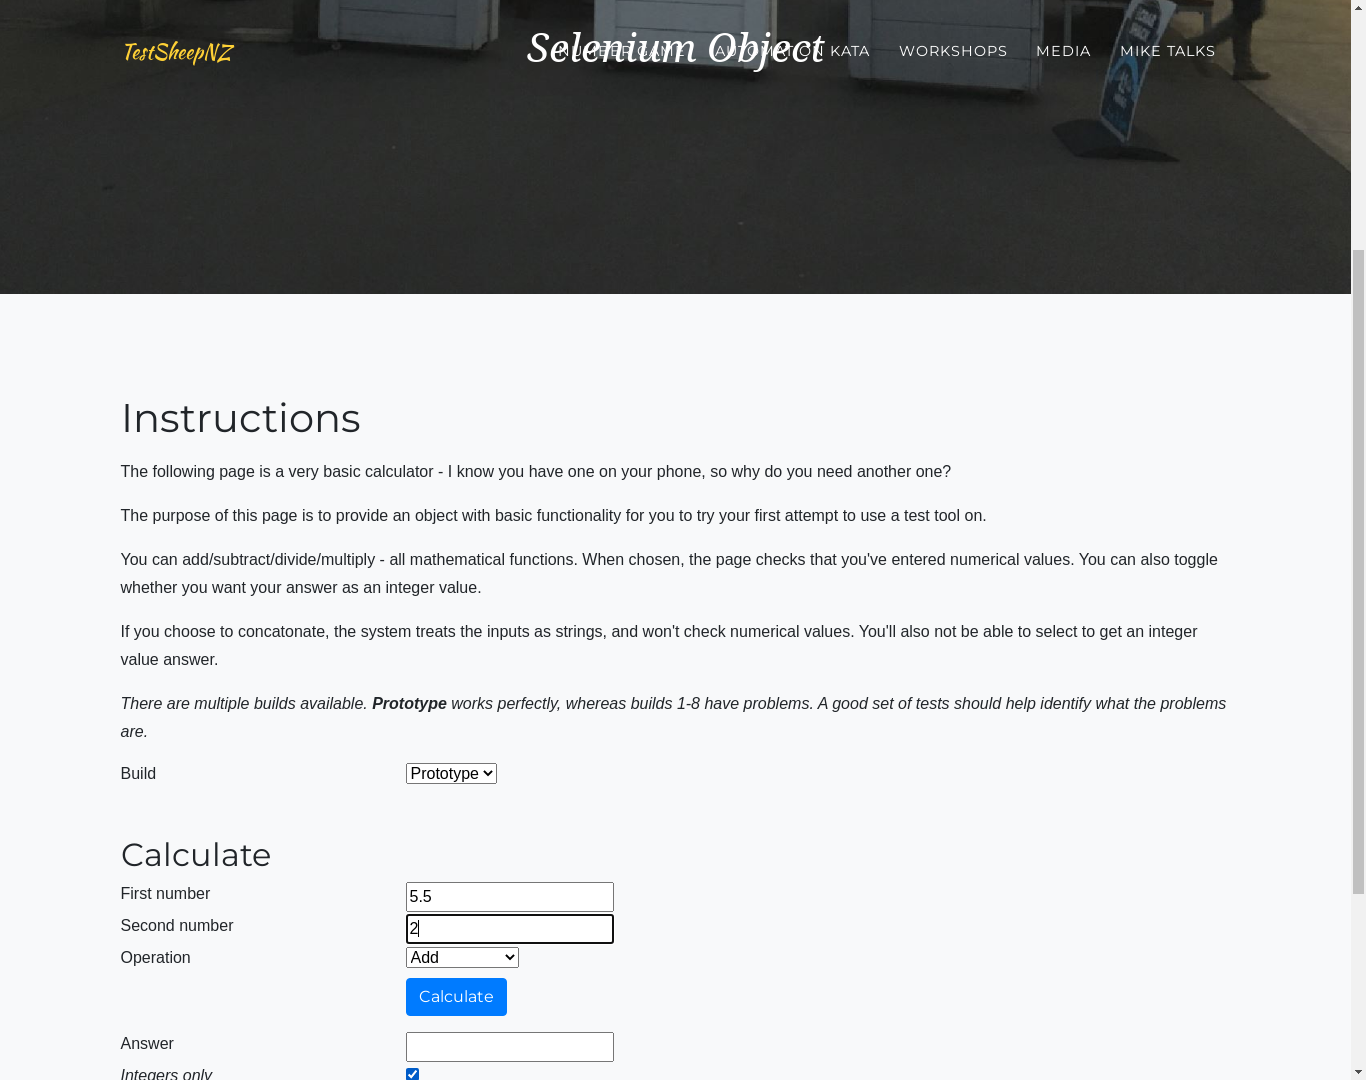 TestSheepNZ
Selenium Object
NUMBER GAME
AUTOMATION KATA
WORKSHOPS
MEDIA
MIKE TALKS
Instructions
The following page is a very basic calculator - I know you have one on your phone, so why do you need another one?
The purpose of this page is to provide an object with basic functionality for you to try your first attempt to use a test tool on.
You can add/subtract/divide/multiply - all mathematical functions. When chosen, the page checks that you've entered numerical values. You can also toggle
whether you want your answer as an integer value.
If you choose to concatonate, the system treats the inputs as strings, and won't check numerical values. You'll also not be able to select to get an integer
value answer.
There are multiple builds available. Prototype works perfectly, whereas builds 1-8 have problems. A good set of tests should help identify what the problems
are.
Build Prototype
Calculate
First number 5.5
Second number 2
Operation Add
Calculate
Answer
Integers only